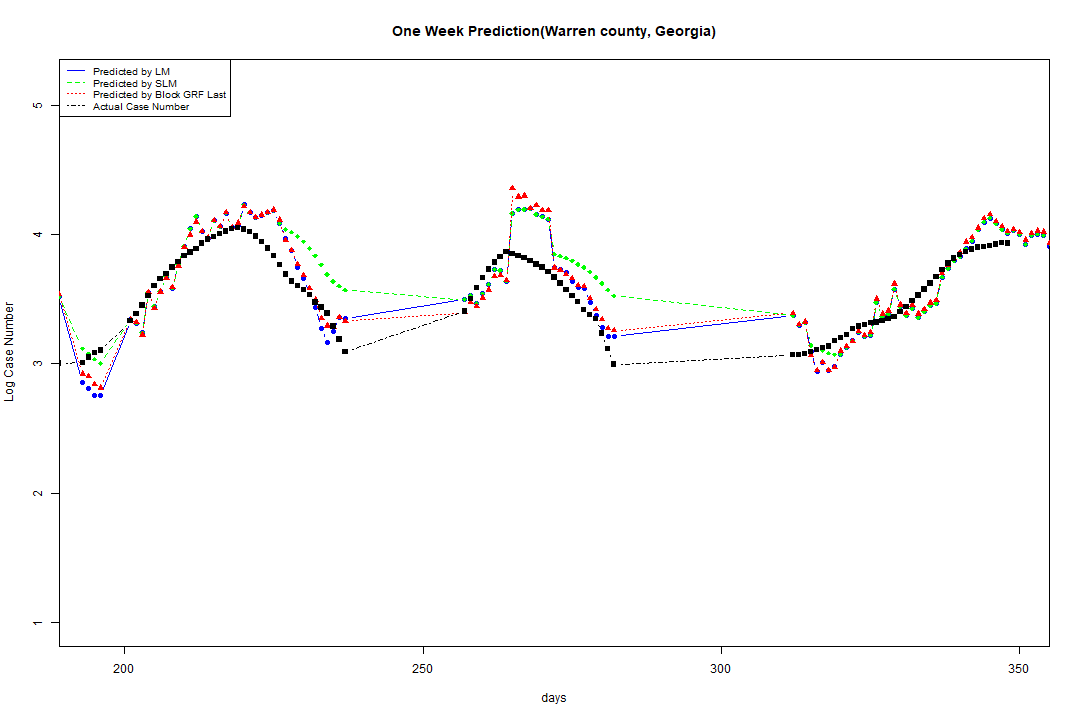 One Week Prediction(Warren county, Georgia)
Predicted by LM
Predicted by SLM
Predicted by Block GRF Last
Actual Case Number
5
4
3
2
1
Log Case Number
200
250
300
350
days